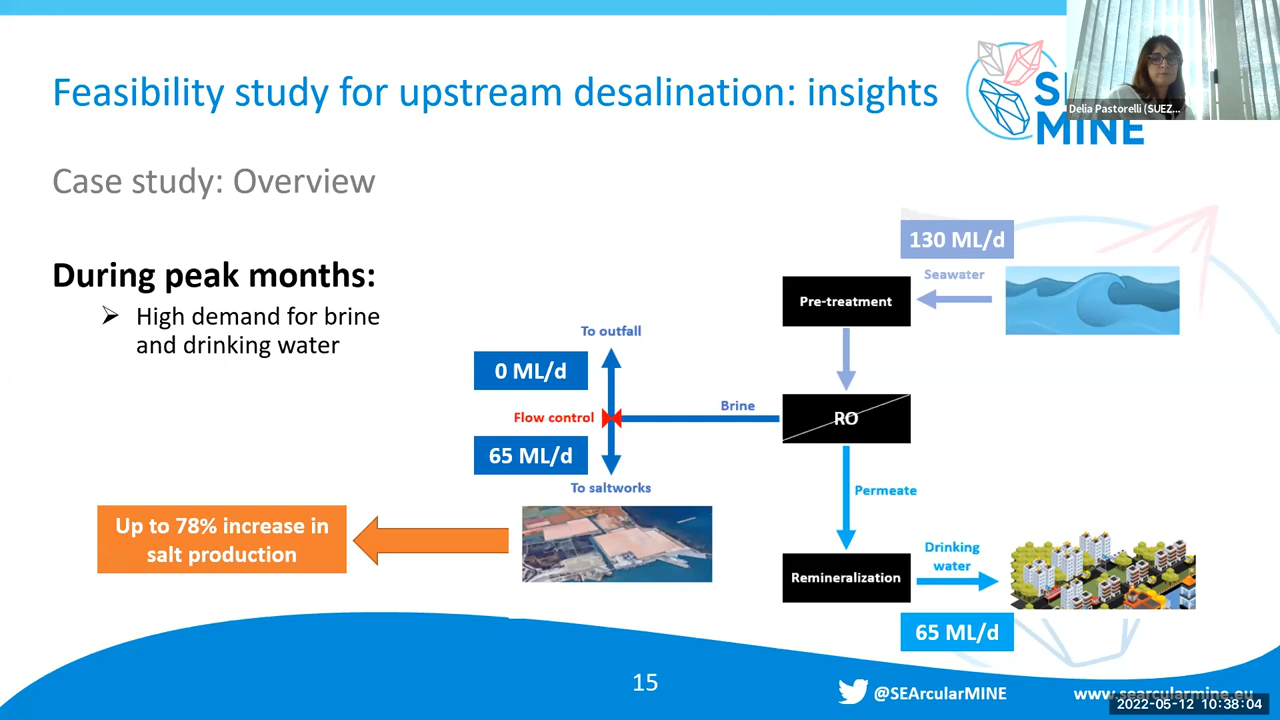 Feasibility study for upstream desalination: insights
MINE
Delia Pastorelli (SUEZ...
Case study: Overview
During peak months:
➢ High demand for brine
and drinking water
130 ML/d
Seawater
Pre-treatment
To outfall
0 ML/d
Flow control
Brine
RO
65 ML/d
To saltworks
Permeate
Up to 78% increase in
salt production
Remineralization
Drinking
water
65 ML/d
15
@SEArcularMINE
www.searcularmine.eu
2022-05-12 10:38:04